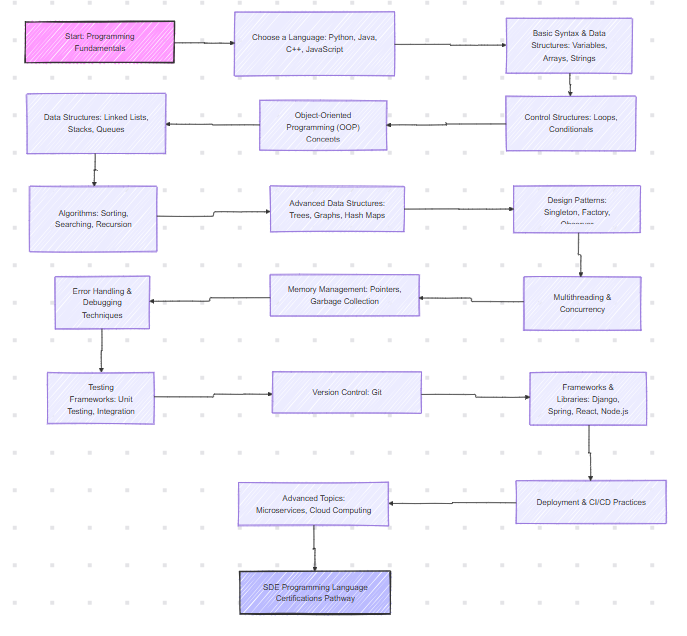 Start: Programming
Fundamentals
Choose a Language: Python, Java,
C++, JavaScript
Basic Syntax & Data
Structures: Variables,
Arrays, Strings
Data Structures: Linked Lists,
Stacks, Queues
Object-Oriented
Programming (OOP)
Concepts
Control Structures: Loops,
Conditionals
Algorithms: Sorting,
Searching, Recursion
Advanced Data Structures:
Trees, Graphs, Hash Maps
Design Patterns:
Singleton, Factory,
Error Handling &
Debugging
Techniques
Memory Management: Pointers,
Garbage Collection
Multithreading &
Concurrency
Testing
Frameworks: Unit
Testing, Integration
Version Control: Git
Frameworks &
Libraries: Django,
Spring, React, Node.js
Advanced Topics:
Microservices, Cloud Computing
Deployment & CI/CD Practices
SDE Programming Language
Certifications Pathway